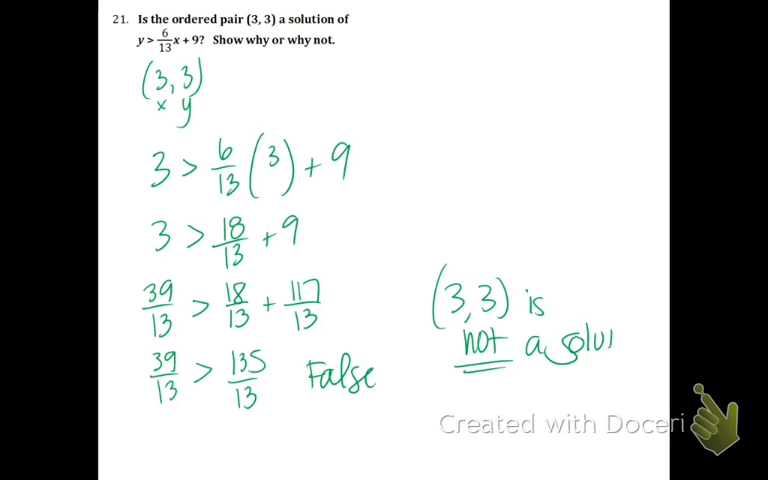 21. Is the ordered pair (3, 3) a solution of
y > 6/13 x + 9? Show why or why not.
(3, 3)
x y
3 > 6/13 (3) + 9
3 > 18/13 + 9
39/13 > 18/13 + 117/13
39/13 > 135/13 False
(3, 3) is
not a solu
Created with Doceri